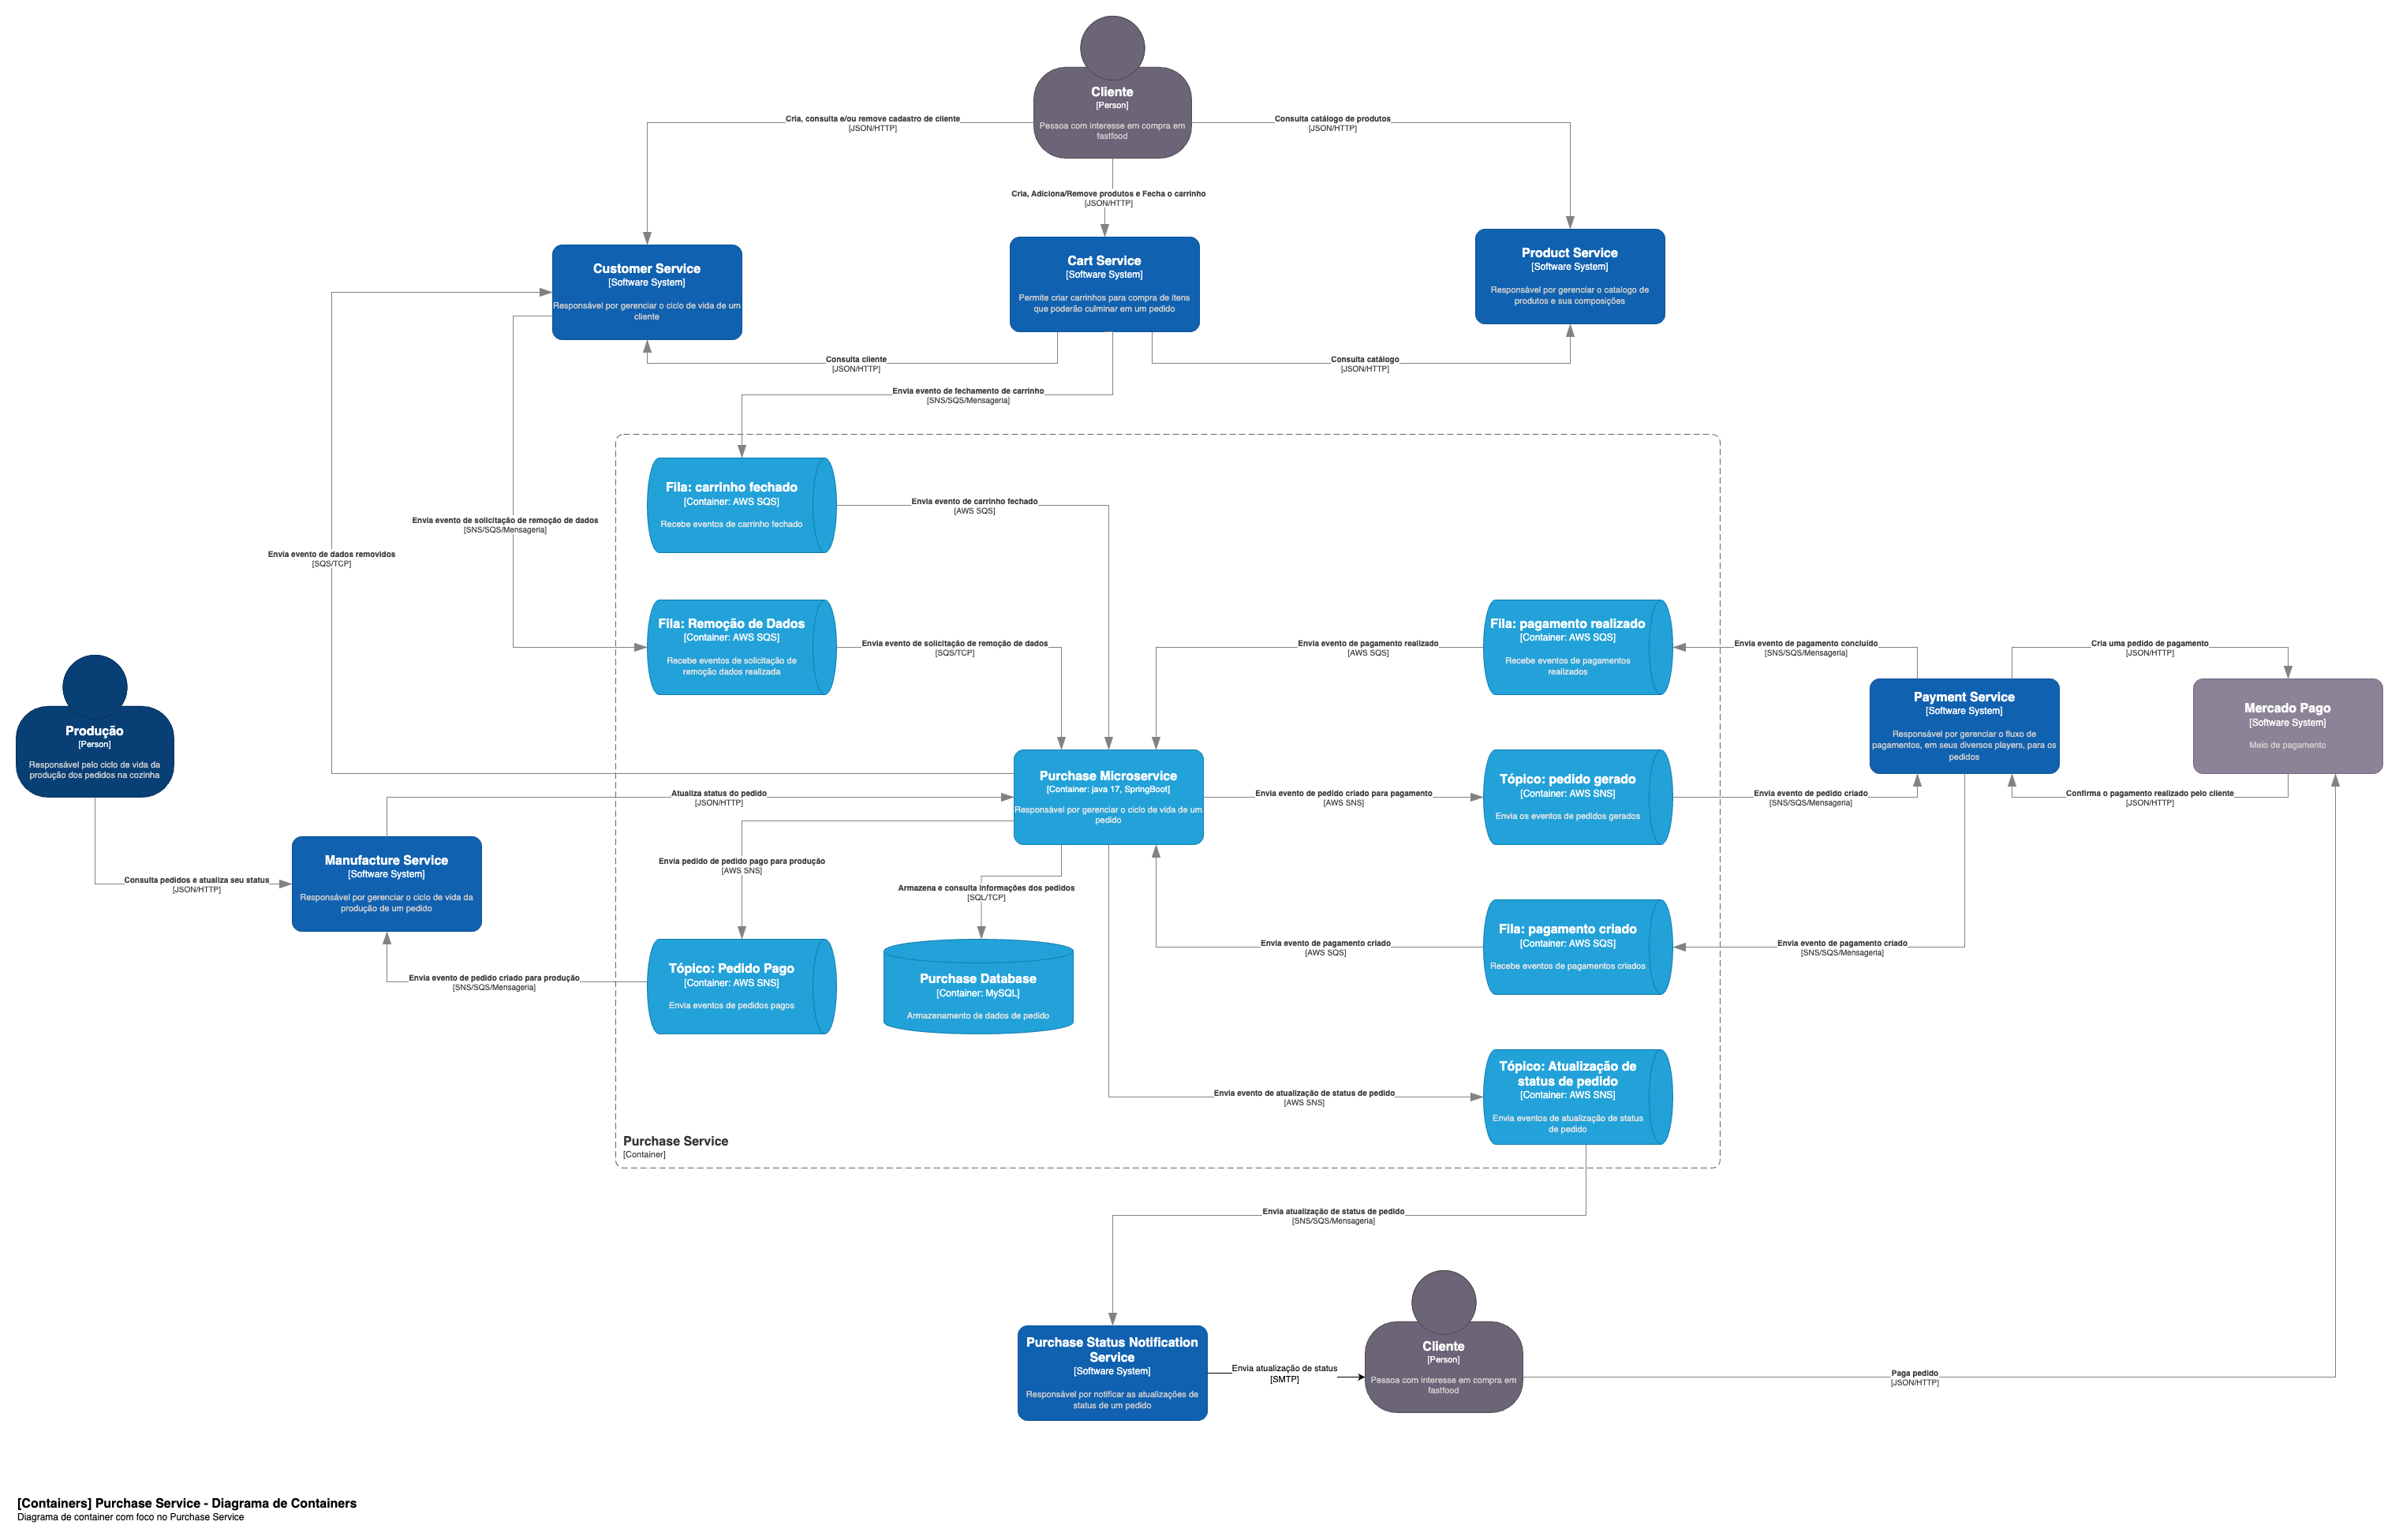 Cliente
[Person]
Pessoa com interesse em compra em
fastfood
Cria, consulta e/ou remove cadastro de cliente
[JSON/HTTP]
Consulta catálogo de produtos
[JSON/HTTP]
Cria, Adiciona/Remove produtos e Fecha o carrinho
[JSON/HTTP]
Customer Service
[Software System]
Responsável por gerenciar o ciclo de vida de um
cliente
Cart Service
[Software System]
Permite criar carrinhos para compra de itens
que poderão culminar em um pedido
Product Service
[Software System]
Responsável por gerenciar o catalogo de
produtos e sua composições
Consulta cliente
[JSON/HTTP]
Consulta catálogo
[JSON/HTTP]
Envia evento de fechamento de carrinho
[SNS/SQS/Mensageria]
Fila: carrinho fechado
[Container: AWS SQS]
Recebe eventos de carrinho fechado
Envia evento de carrinho fechado
[AWS SQS]
Envia evento de solicitação de remoção de dados
[SNS/SQS/Mensageria]
Envia evento de dados removidos
[SQS/TCP]
Fila: Remoção de Dados
[Container: AWS SQS]
Recebe eventos de solicitação de
remoção dados realizada
Envia evento de solicitação de remoção de dados
[SQS/TCP]
Envia evento de pagamento realizado
[AWS SQS]
Fila: pagamento realizado
[Container: AWS SQS]
Recebe eventos de pagamentos
realizados
Envia evento de pagamento concluído
[SNS/SQS/Mensageria]
Cria uma pedido de pagamento
[JSON/HTTP]
Produção
[Person]
Responsável pelo ciclo de vida da
produção dos pedidos na cozinha
Payment Service
[Software System]
Responsável por gerenciar o fluxo de
pagamentos, em seus diversos players, para os
pedidos
Mercado Pago
[Software System]
Meio de pagamento
Purchase Microservice
[Container: java 17, SpringBoot]
Responsável por gerenciar o ciclo de vida de um
pedido
Atualiza status do pedido
[JSON/HTTP]
Envia evento de pedido criado para pagamento
[AWS SNS]
Tópico: pedido gerado
[Container: AWS SNS]
Envia os eventos de pedidos gerados
Envia evento de pedido criado
[SNS/SQS/Mensageria]
Confirma o pagamento realizado pelo cliente
[JSON/HTTP]
Manufacture Service
[Software System]
Responsável por gerenciar o ciclo de vida da
produção de um pedido
Consulta pedidos e atualiza seu status
[JSON/HTTP]
Envia pedido de pedido pago para produção
[AWS SNS]
Armazena e consulta informações dos pedidos
[SQL/TCP]
Envia evento de pagamento criado
[AWS SQS]
Fila: pagamento criado
[Container: AWS SQS]
Recebe eventos de pagamentos criados
Envia evento de pagamento criado
[SNS/SQS/Mensageria]
Envia evento de pedido criado para produção
[SNS/SQS/Mensageria]
Tópico: Pedido Pago
[Container: AWS SNS]
Envia eventos de pedidos pagos
Purchase Database
[Container: MySQL]
Armazenamento de dados de pedido
Envia evento de atualização de status de pedido
[AWS SNS]
Tópico: Atualização de
status de pedido
[Container: AWS SNS]
Envia eventos de atualização de status
de pedido
Purchase Service
[Container]
Envia atualização de status de pedido
[SNS/SQS/Mensageria]
Purchase Status Notification
Service
[Software System]
Responsável por notificar as atualizações de
status de um pedido
Envia atualização de status
[SMTP]
Cliente
[Person]
Pessoa com interesse em compra em
fastfood
Paga pedido
[JSON/HTTP]
[Containers] Purchase Service - Diagrama de Containers
Diagrama de container com foco no Purchase Service